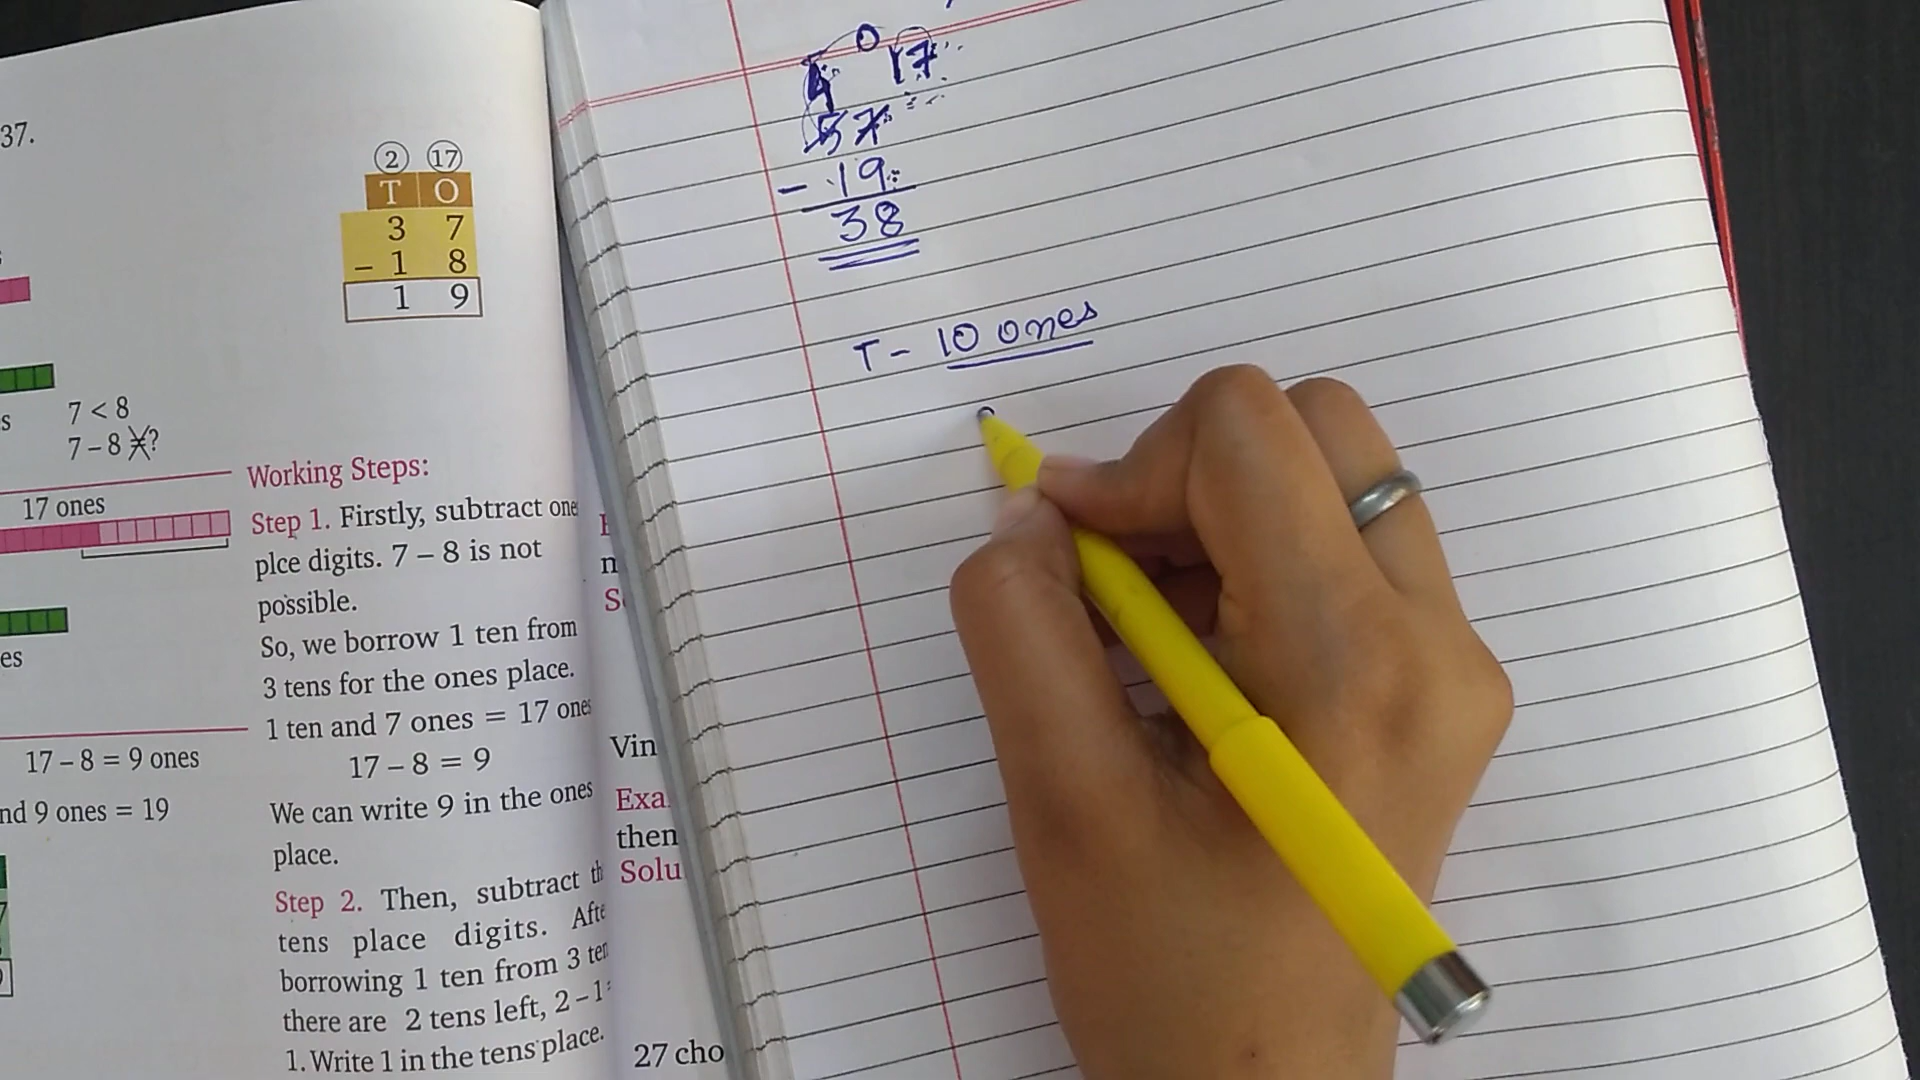 37.
2 17
T O
3 7
– 1 8
1 9
7 < 8
7 – 8 ?
17 ones
es
17 – 8 = 9 ones
nd 9 ones = 19
Working Steps:
Step 1. Firstly, subtract one
plce digits. 7 – 8 is not
possible.
So, we borrow 1 ten from
3 tens for the ones place.
1 ten and 7 ones = 17 ones
17 – 8 = 9
We can write 9 in the ones
place.
Step 2. Then, subtract th
tens place digits. Afte
borrowing 1 ten from 3 ten
there are 2 tens left, 2 – 1 =
1. Write 1 in the tens place.
Vin
Exa
then
Solu
27 cho
4 0 17
57
– 19
38
T – 10 ones